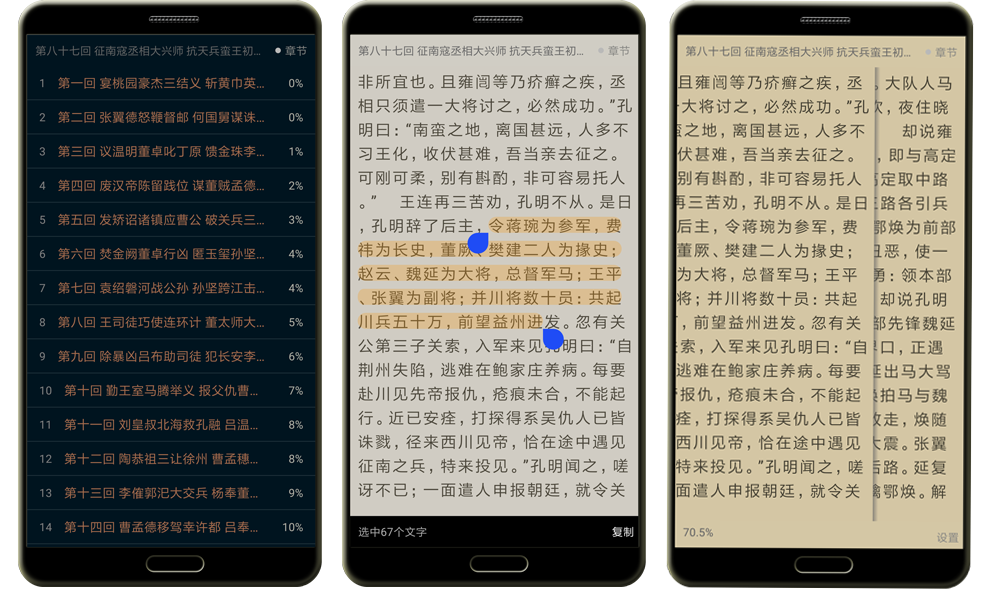 第八十七回 征南寇丞相大兴师 抗天兵蛮王初...
章节
1 第一回 宴桃园豪杰三结义 斩黄巾英... 0%
2 第二回 张翼德怒鞭督邮 何国舅谋诛... 0%
3 第三回 议温明董卓叱丁原 馈金珠李... 1%
4 第四回 废汉帝陈留践位 谋董贼孟德... 2%
5 第五回 发矫诏诸镇应曹公 破关兵三... 3%
6 第六回 焚金阙董卓行凶 匿玉玺孙坚... 4%
7 第七回 袁绍磐河战公孙 孙坚跨江击... 4%
8 第八回 王司徒巧使连环计 董太师大... 5%
9 第九回 除暴凶吕布助司徒 犯长安李... 6%
10 第十回 勤王室马腾举义 报父仇曹... 7%
11 第十一回 刘皇叔北海救孔融 吕温... 8%
12 第十二回 陶恭祖三让徐州 曹孟穗... 8%
13 第十三回 李傕郭汜大交兵 杨奉董... 9%
14 第十四回 曹孟德移驾幸许都 吕奉... 10%
第八十七回 征南寇丞相大兴师 抗天兵蛮王初...
章节
非所宜也。且雍闿等乃疥癣之疾，丞
相只须遣一大将讨之，必然成功。”孔
明曰：“南蛮之地，离国甚远，人多不
习王化，收伏甚难，吾当亲去征之。
可刚可柔，别有斟酌，非可容易托人
。” 王连再三苦劝，孔明不从。是日
，孔明辞了后主，令蒋琬为参军，费
祎为长史，董厥、樊建二人为掾史；
赵云、魏延为大将，总督军马；王平
、张翼为副将；并川将数十员：共起
川兵五十万，前望益州进发。忽有关
公第三子关索，入军来见孔明曰：“自
荆州失陷，逃难在鲍家庄养病。每要
赴川见先帝报仇，疮痕未合，不能起
行。近已安痊，打探得系吴仇人已皆
诛戮，径来西川见帝，恰在途中遇见
征南之兵，特来投见。”孔明闻之，嗟
讶不已；一面遣人申报朝廷，就令关
选中67个文字
复制
第八十七回 征南寇丞相大兴师 抗天兵蛮王初...
章节
且雍闿等乃疥癣之疾，丞
大将讨之，必然成功。”孔
蛮之地，离国甚远，人多不
伏甚难，吾当亲去征之。
别有斟酌，非可容易托人
再三苦劝，孔明不从。是日
后主，令蒋琬为参军，费
董厥、樊建二人为掾史；
为大将，总督军马；王平
将；并川将数十员：共起
，前望益州进发。忽有关
索，入军来见孔明曰：“自
逃难在鲍家庄养病。每要
报仇，疮痕未合，不能起
痊，打探得系吴仇人已皆
西川见帝，恰在途中遇见
特来投见。”孔明闻之，嗟
面遣人申报朝廷，就令关
。大队人马
，夜住晓
却说雍
，即与高定
高定取中路
三路各引兵
鄂焕为前部
丑恶，使一
勇：领本部
却说孔明
部先锋魏延
界口，正遇
延出马大骂
焕拍马与魏
败走，焕随
大震。张翼
后路。延复
擒鄂焕。解
70.5%
设置